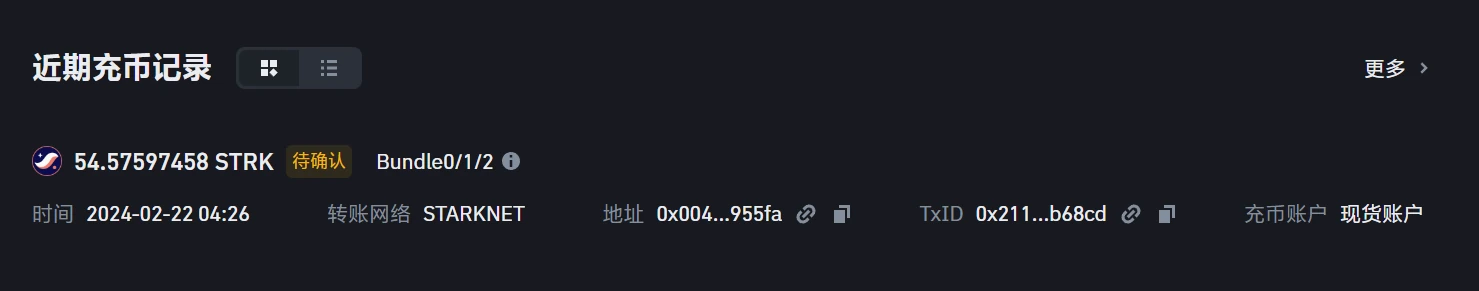 近期充币记录
更多
54.57597458 STRK 待确认 Bundle0/1/2
时间 2024-02-22 04:26 转账网络 STARKNET 地址 0x004...955fa TxID 0x211...b68cd 充币账户 现货账户